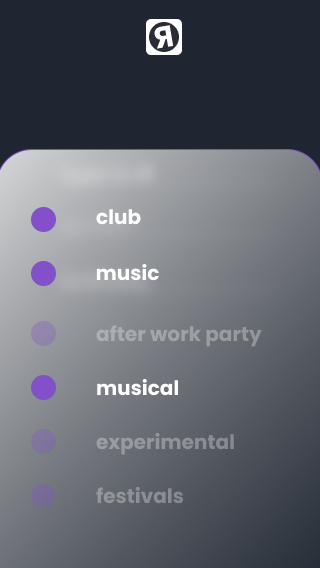 club
music
after work party
musical
experimental
festivals